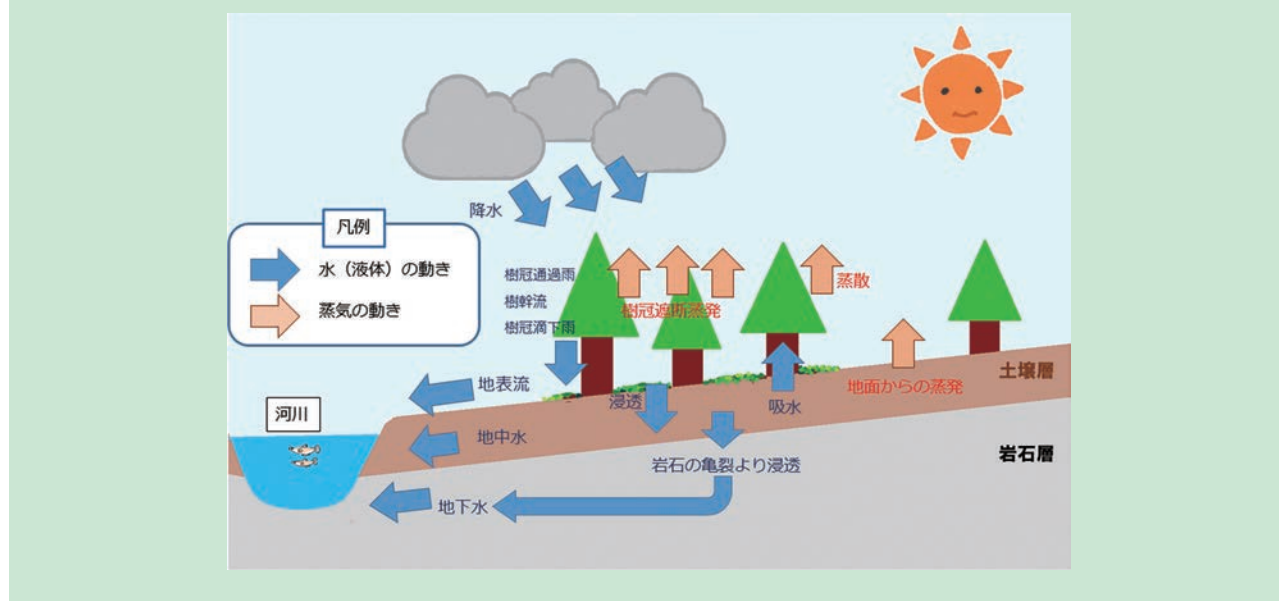 降水
凡例
水（液体）の動き
蒸気の動き
樹冠通過雨
樹幹流
樹冠滴下雨
樹冠遮断蒸発
蒸散
地面からの蒸発
土壌層
地表流
浸透
吸水
河川
地中水
岩石の亀裂より浸透
岩石層
地下水